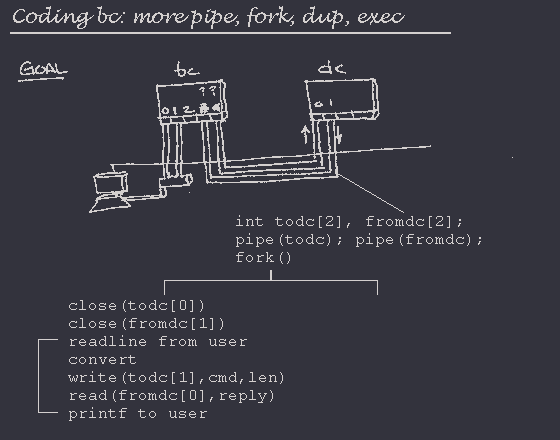 Coding bc: more pipe, fork, dup, exec
GOAL
bc
dc
??
0 1 2
0 1
int todc[2], fromdc[2];
pipe(todc); pipe(fromdc);
fork()
close(todc[0])
close(fromdc[1])
readline from user
convert
write(todc[1],cmd,len)
read(fromdc[0],reply)
printf to user